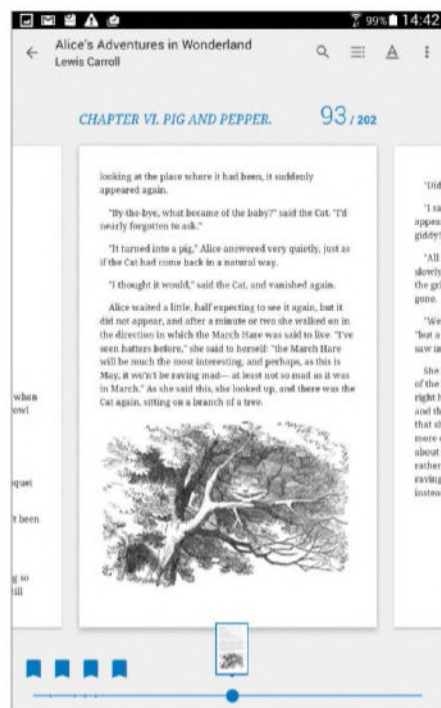 99% 14:42
Alice's Adventures in Wonderland
Lewis Carroll
CHAPTER VI. PIG AND PEPPER.
93 / 202
looking at the place where it had been, it suddenly
appeared again.
"By-the-bye, what became of the baby?" said the Cat. "I'd
nearly forgotten to ask."
"It turned into a pig," Alice answered very quietly, just as
if the Cat had come back in a natural way.
"I thought it would," said the Cat, and vanished again.
Alice waited a little, half expecting to see it again, but it
did not appear, and after a minute or two she walked on in
the direction in which the March Hare was said to live. "I've
seen hatters before," she said to herself: "the March Hare
will be much the most interesting, and perhaps, as this is
May, it wo'n't be raving mad— at least not so mad as it was
in March." As she said this, she looked up, and there was the
Cat again, sitting on a branch of a tree.
when
owl
quet
t been
g so
till
"Did
"I sa
appea
giddy!
"All
slowly
the gri
gone.
"We
"but a
saw in
She
of the
right h
and th
that sh
more
about
rather
raving
instea